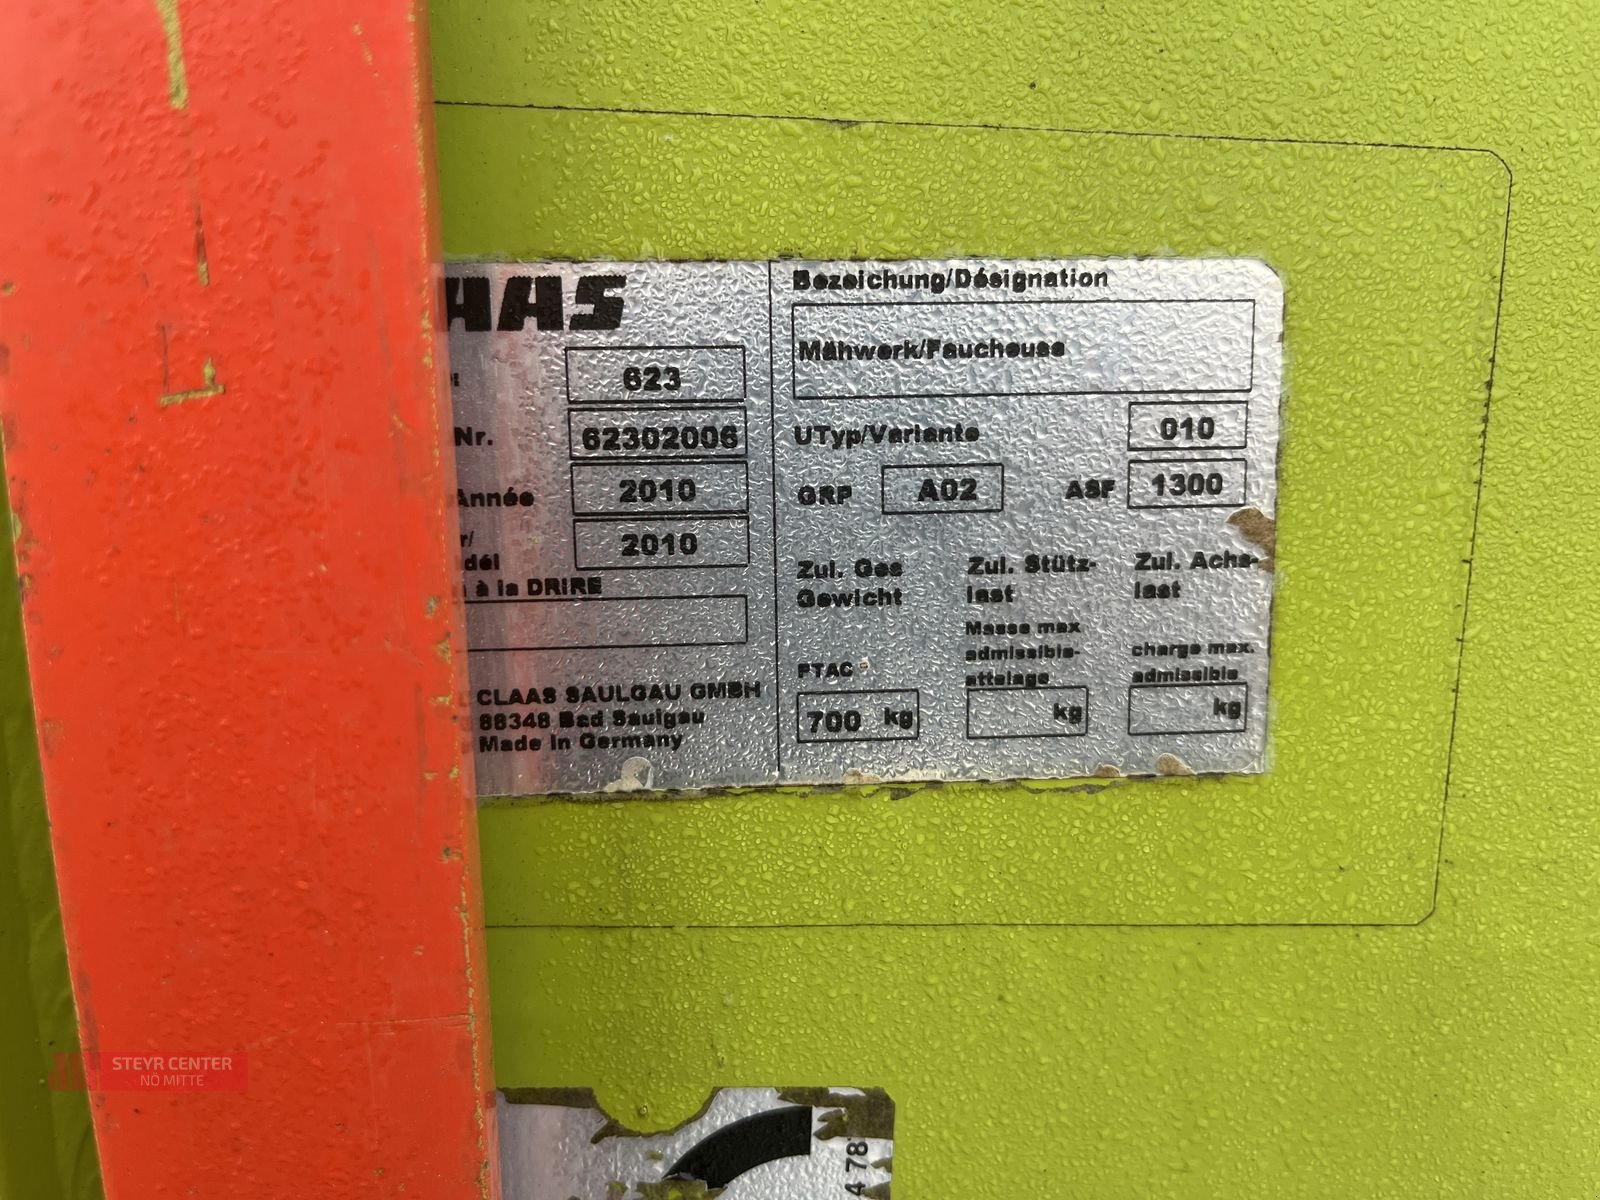 AAS
623
Nr. 62302006
Année 2010
r/
dél 2010
à la DRIRE
CLAAS SAULGAU GMBH
88348 Bad Saulgau
Made in Germany
Bezeichung/Désignation
Mähwerk/Faucheuse
UTyp/Variante 010
GRP A02 ASF 1300
Zul. Ges
Gewicht
PTAC
700 kg
Zul. Stütz-
last
Masse max
admissible-
attelage
kg
Zul. Achs-
last
charge max.
admissible
kg
STEYR CENTER
NÖ MITTE
4 78